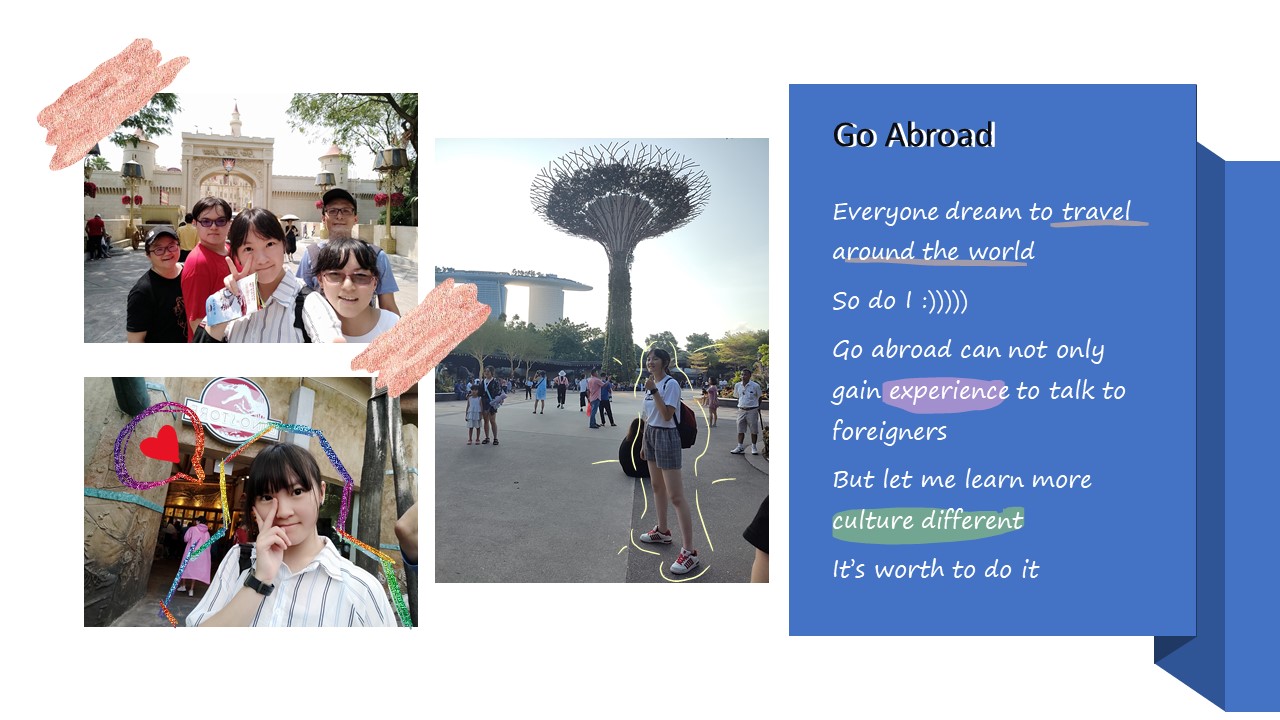 Go Abroad
Everyone dream to travel
around the world
So do I :)))))
Go abroad can not only
gain experience to talk to
foreigners
But let me learn more
culture different
It's worth to do it